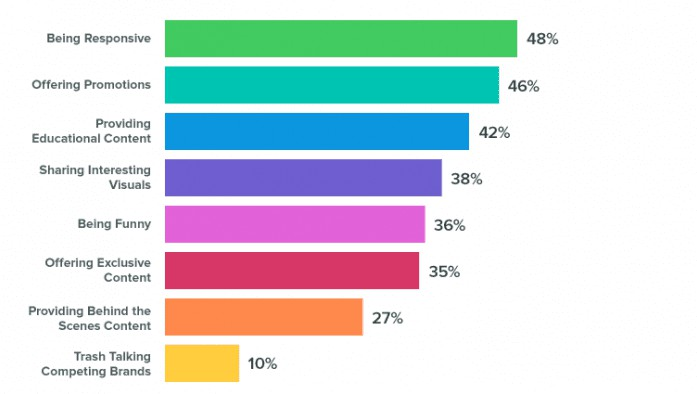 Being Responsive
48%
Offering Promotions
46%
Providing
Educational Content
42%
Sharing Interesting
Visuals
38%
Being Funny
36%
Offering Exclusive
Content
35%
Providing Behind the
Scenes Content
27%
Trash Talking
Competing Brands
10%